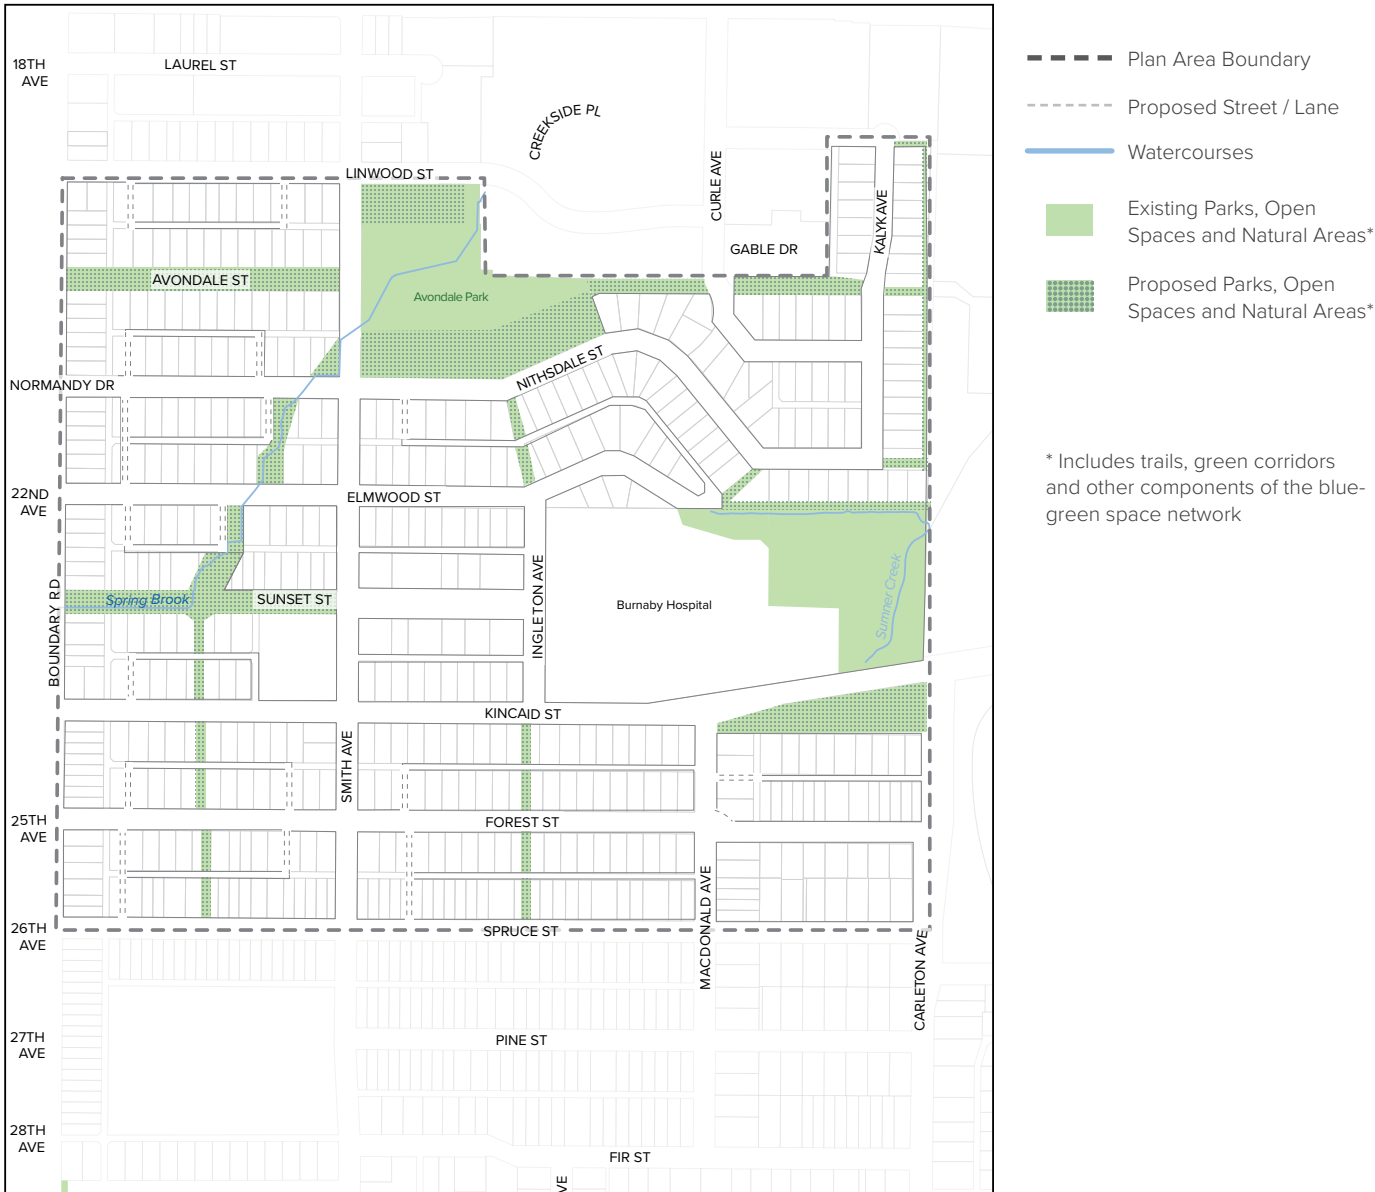 18TH
AVE
LAUREL ST
CREEKSIDE PL
CURLE AVE
LINWOOD ST
KALYK AVE
GABLE DR
AVONDALE ST
Avondale Park
NITHSDALE ST
NORMANDY DR
22ND
AVE
ELMWOOD ST
BOUNDARY RD
Spring Brook
SUNSET ST
INGLETON AVE
Burnaby Hospital
Sumner Creek
KINCAID ST
SMITH AVE
25TH
AVE
FOREST ST
MACDONALD AVE
26TH
AVE
SPRUCE ST
CARLETON AVE
27TH
AVE
PINE ST
28TH
AVE
FIR ST
VE
Plan Area Boundary
Proposed Street / Lane
Watercourses
Existing Parks, Open
Spaces and Natural Areas*
Proposed Parks, Open
Spaces and Natural Areas*
* Includes trails, green corridors
and other components of the blue-
green space network